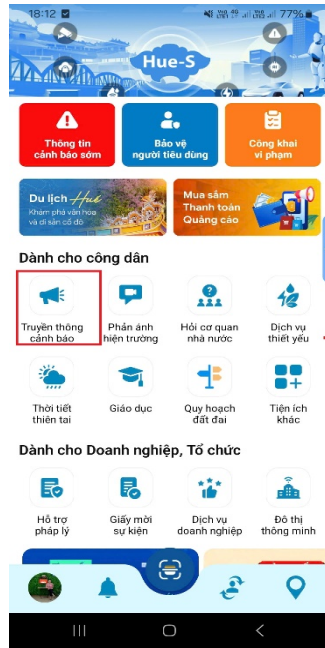 18:12
77%
Hue-S
Thông tin
cảnh báo sớm
Bảo vệ
người tiêu dùng
Công khai
vi phạm
Du lịch Huế
Khám phá văn hóa
và di sản cố đô
Mua sắm
Thanh toán
Quảng cáo
Dành cho công dân
Truyền thông
cảnh báo
Phản ánh
hiện trường
Hỏi cơ quan
nhà nước
Dịch vụ
thiết yếu
Thời tiết
thiên tai
Giáo dục
Quy hoạch
đất đai
Tiện ích
khác
Dành cho Doanh nghiệp, Tổ chức
Hỗ trợ
pháp lý
Giấy mời
sự kiện
Dịch vụ
doanh nghiệp
Đô thị
thông minh